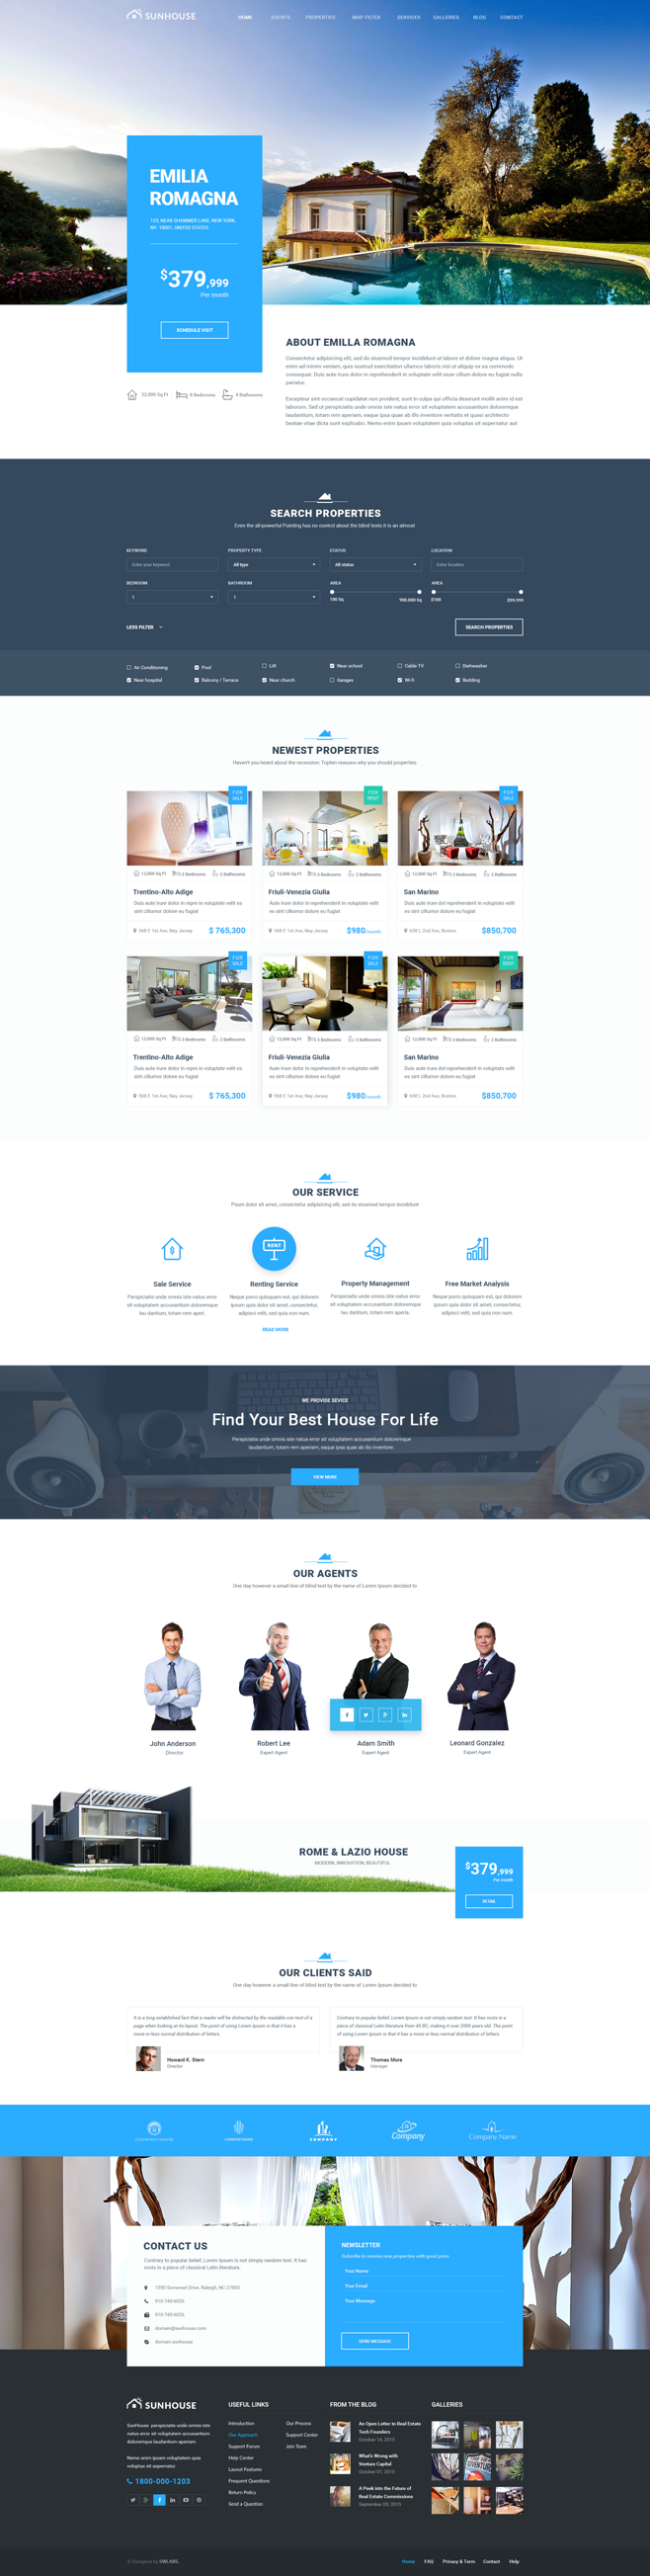 SUNHOUSE
HOME AGENTS PROPERTIES MAP FILTER SERVICES GALLERIES BLOG CONTACT
EMILIA
ROMAGNA
123, NEAR SHAMMER LAKE, NEW YORK,
NY- 10001, UNITED STATES
$379,999
Per month
SCHEDULE VISIT
22,000 Sq Ft 8 Bedrooms 4 Bathrooms
ABOUT EMILLA ROMAGNA
Consectetur adipisicing elit, sed do eiusmod tempor incididunt ut labore et dolore magna aliqua. Ut
enim ad minim veniam, quis nostrud exercitation ullamco laboris nisi ut aliquip ex ea commodo
consequat. Duis aute irure dolor in reprehenderit in voluptate velit esse cillum dolore eu fugiat nulla
pariatur.
Excepteur sint occaecat cupidatat non proident, sunt in culpa qui officia deserunt mollit anim id est
laborum. Sed ut perspiciatis unde omnis iste natus error sit voluptatem accusantium doloremque
laudantium, totam rem aperiam, eaque ipsa quae ab illo inventore veritatis et quasi architecto
beatae vitae dicta sunt explicabo. Nemo enim ipsam voluptatem quia voluptas sit aspernatur aut
SEARCH PROPERTIES
Even the all-powerful Pointing has no control about the blind texts it is an almost
KEYWORD PROPERTY TYPE STATUS LOCATION
Enter your keyword All type All status Enter location
BEDROOM BATHROOM AREA AREA
1 1 100 Sq 900,000 Sq $100 $99,999
LESS FILTER
SEARCH PROPERTIES
Air Conditioning Pool Lift Near school Cable TV Dishwasher
Near hospital Balcony / Terrace Near church Garages Wi-fi Bedding
NEWEST PROPERTIES
Haven't you heard about the recession: Topten reasons why you should properties
FOR SALE FOR RENT FOR SALE
12,000 Sq Ft 3 Bedrooms 2 Bathrooms 12,000 Sq Ft 3 Bedrooms 2 Bathrooms 12,000 Sq Ft 3 Bedrooms 2 Bathrooms
Trentino-Alto Adige Friuli-Venezia Giulia San Marino
Duis aute irure dolor in repre in voluptate velit es Aute irure dolor in reprehenderit in voluptate velit Duis aute irure dol reprehenderit in voluptate velit
sint cillumor dolore eu fugiat es sint cillumor dolore eu fugiat es sint cillumor dolore eu fugiat
568 E 1st Ave, Ney Jersey $ 765,300 568 E 1st Ave, Ney Jersey $980/month 658 I, 2nd Ave, Boston $850,700
FOR SALE FOR SALE FOR RENT
12,000 Sq Ft 3 Bedrooms 2 Bathrooms 12,000 Sq Ft 3 Bedrooms 2 Bathrooms 12,000 Sq Ft 3 Bedrooms 2 Bathrooms
Trentino-Alto Adige Friuli-Venezia Giulia San Marino
Duis aute irure dolor in repre in voluptate velit es Aute irure dolor in reprehenderit in voluptate velit Duis aute irure dol reprehenderit in voluptate velit
sint cillumor dolore eu fugiat es sint cillumor dolore eu fugiat es sint cillumor dolore eu fugiat
568 E 1st Ave, Ney Jersey $ 765,300 568 E 1st Ave, Ney Jersey $980/month 658 I, 2nd Ave, Boston $850,700
OUR SERVICE
Psum dolor sit amet, consectetur adipisicing elit, sed do eiusmod tempor incididunt
RENT
Sale Service Renting Service Property Management Free Market Analysis
Perspiciatis unde omnis iste natus error Neque porro quisquam est, qui dolorem Perspiciatis unde omnis iste natus error Neque porro quisquam est, qui dolorem
sit voluptatem accusantium doloremque ipsum quia dolor sit amet, consectetur, sit voluptatem accusantium doloremque ipsum quia dolor sit amet, consectetur,
lau dantium, totam rem aperi. adipisci velit, sed quia non num. lau dantium, totam rem aperia. adipisci velit, sed quia non num.
READ MORE
WE PROVIDE SEVICE
Find Your Best House For Life
Perspiciatis unde omnis iste natus error sit voluptatem accusantium doloremque
laudantium, totam rem aperiam, eaque ipsa quae ab illo inventore
VIEW MORE
OUR AGENTS
One day however a small line of blind text by the name of Lorem Ipsum decided to
John Anderson Robert Lee Adam Smith Leonard Gonzalez
Director Expert Agent Expert Agent Expert Agent
ROME & LAZIO HOUSE
MODERN, INNOVATION, BEAUTIFUL
$379,999
Per month
DETAIL
OUR CLIENTS SAID
One day however a small line of blind text by the name of Lorem Ipsum decided to
It is a long established fact that a reader will be distracted by the readable con tent of a
page when looking at its layout. The point of using Lorem Ipsum is that it has a
more-or-less normal distribution of letters.
Howard K. Stern
Director
Contrary to popular belief, Lorem Ipsum is not simply random text. It has roots in a
piece of classical Latin literature from 45 BC, making it over 2000 years old. The point
of using Lorem Ipsum is that it has a more-or-less normal distribution of letters.
Thomas More
Manager
COMPANY Company Company Name
CONTACT US
Contrary to popular belief, Lorem Ipsum is not simply random text. It has
roots in a piece of classical Latin literature.
1390 Somerset Drive, Raleigh, NC 27603
910-740-6026
910-740-6026
domain@sunhouse.com
domain.sunhouse
NEWSLETTER
Subcribe to receive new properties with good price.
Your Name
Your Email
Your Message
SEND MESSAGE
SUNHOUSE
SunHouse perspiciatis unde omnis iste
natus error sit voluptatem accusantium
doloremque laudantium aperiam.
Nemo enim ipsam voluptatem quia
voluptas sit aspernatur.
1800-000-1203
USEFUL LINKS
Introduction Our Process
Our Approach Support Center
Support Forum Join Team
Help Center
Layout Features
Frequent Questions
Return Policy
Send a Question
FROM THE BLOG
An Open Letter to Real Estate
Tech Founders
October 14, 2015
What's Wrong with
Venture Capital
October 01, 2015
A Peek into the Future of
Real Estate Commissions
September 03, 2015
GALLERIES
© Designed by SWLABS.
Home FAQ Privacy & Term Contact Help